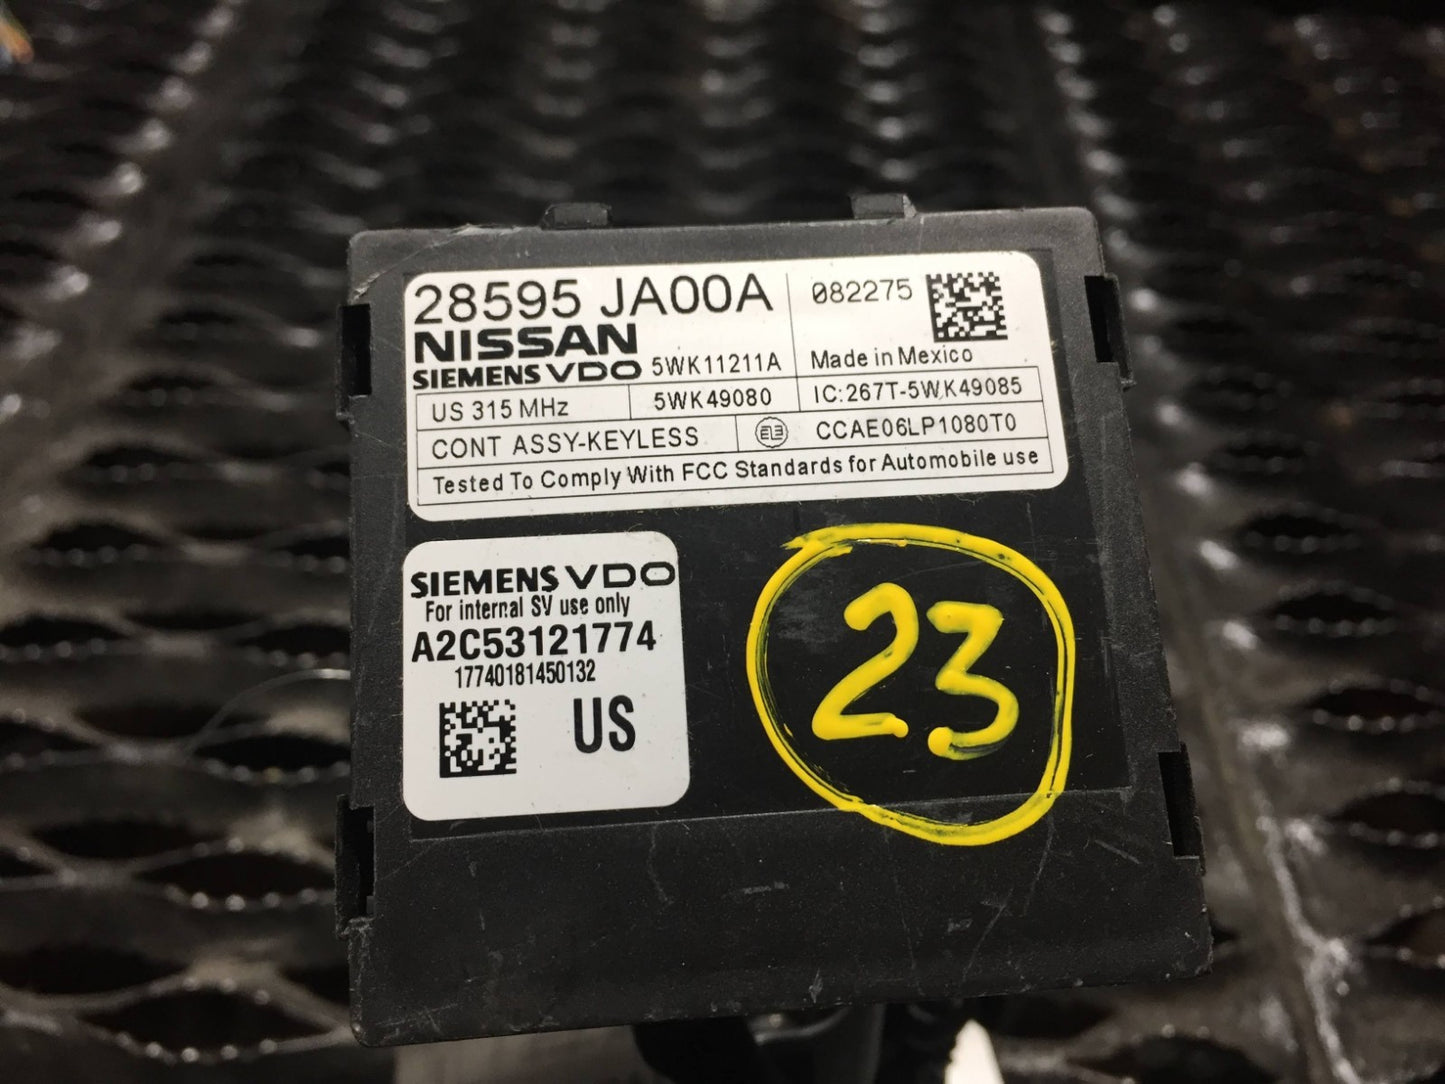 28595 JA00A
082275
NISSAN
SIEMENS VDO 5WK11211A
Made in Mexico
US 315 MHz
5WK49080
IC:267T-5WK49085
CONT ASSY-KEYLESS
CCAE06LP1080T0
Tested To Comply With FCC Standards for Automobile use
SIEMENS VDO
For internal SV use only
A2C53121774
17740181450132
US
23